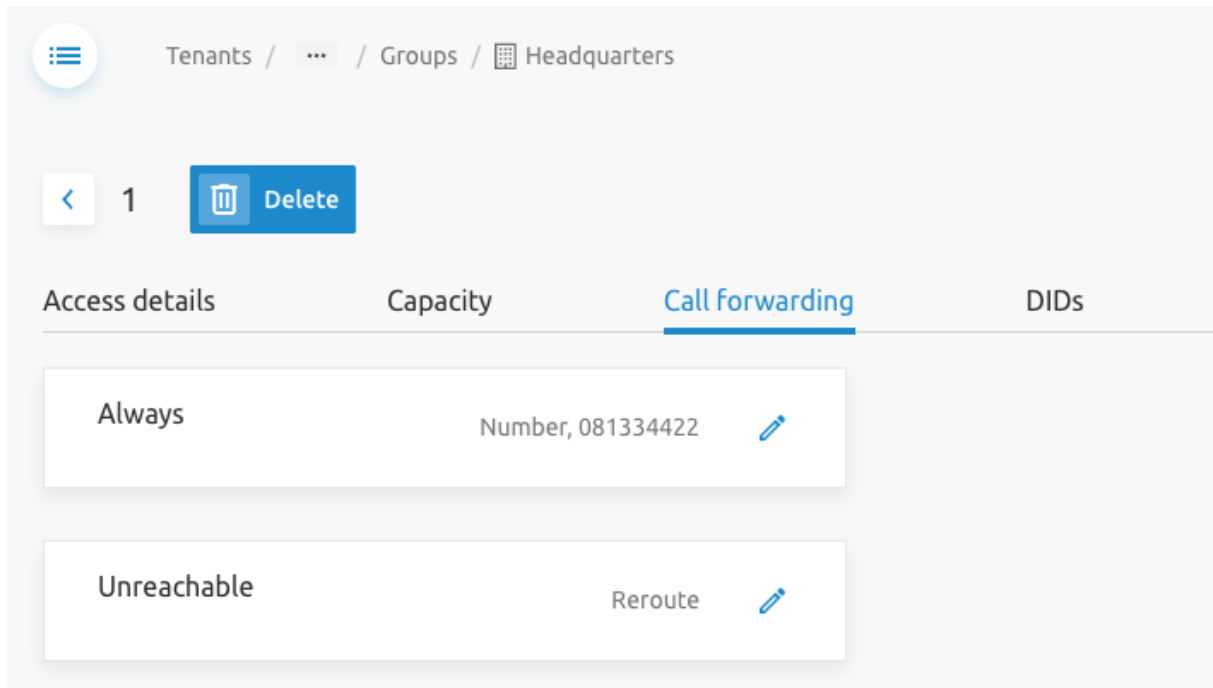 Tenants / ... / Groups / Headquarters
1 Delete
Access details Capacity Call forwarding DIDs
Always Number, 081334422
Unreachable Reroute